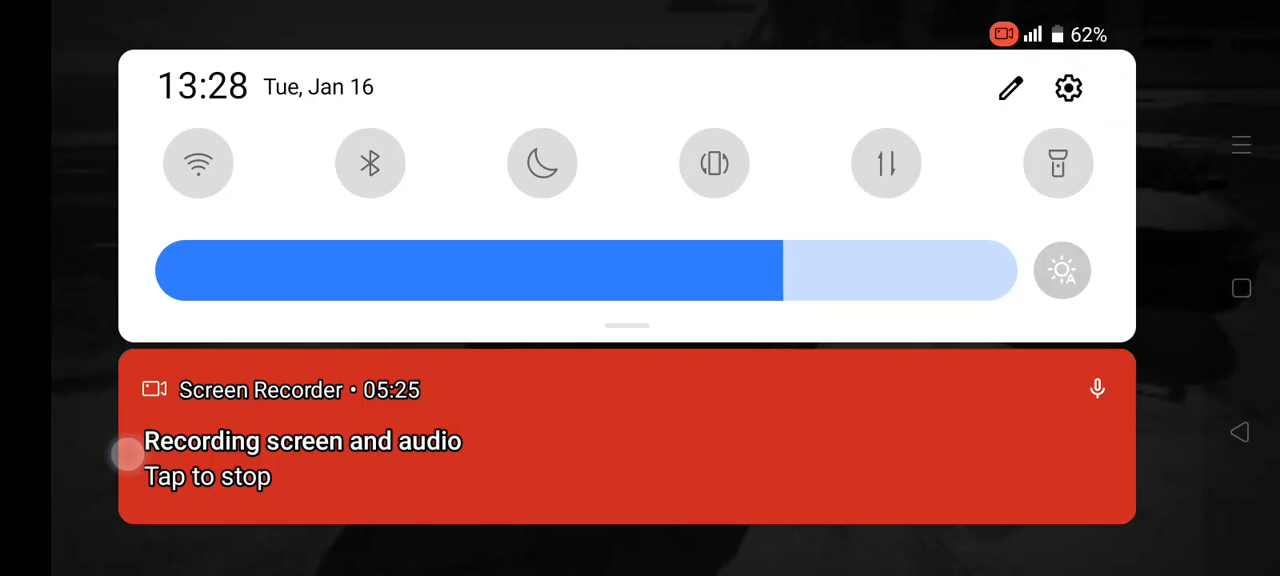 62%
13:28 Tue, Jan 16
Screen Recorder • 05:25
Recording screen and audio
Tap to stop